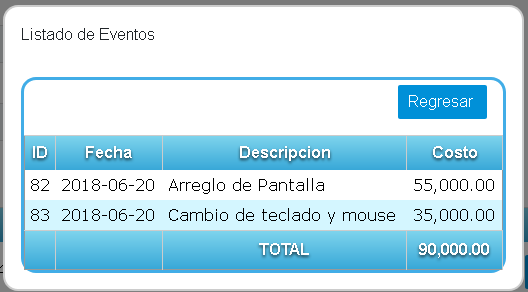 Listado de Eventos
Regresar
ID Fecha Descripcion Costo
82 2018-06-20 Arreglo de Pantalla 55,000.00
83 2018-06-20 Cambio de teclado y mouse 35,000.00
TOTAL 90,000.00